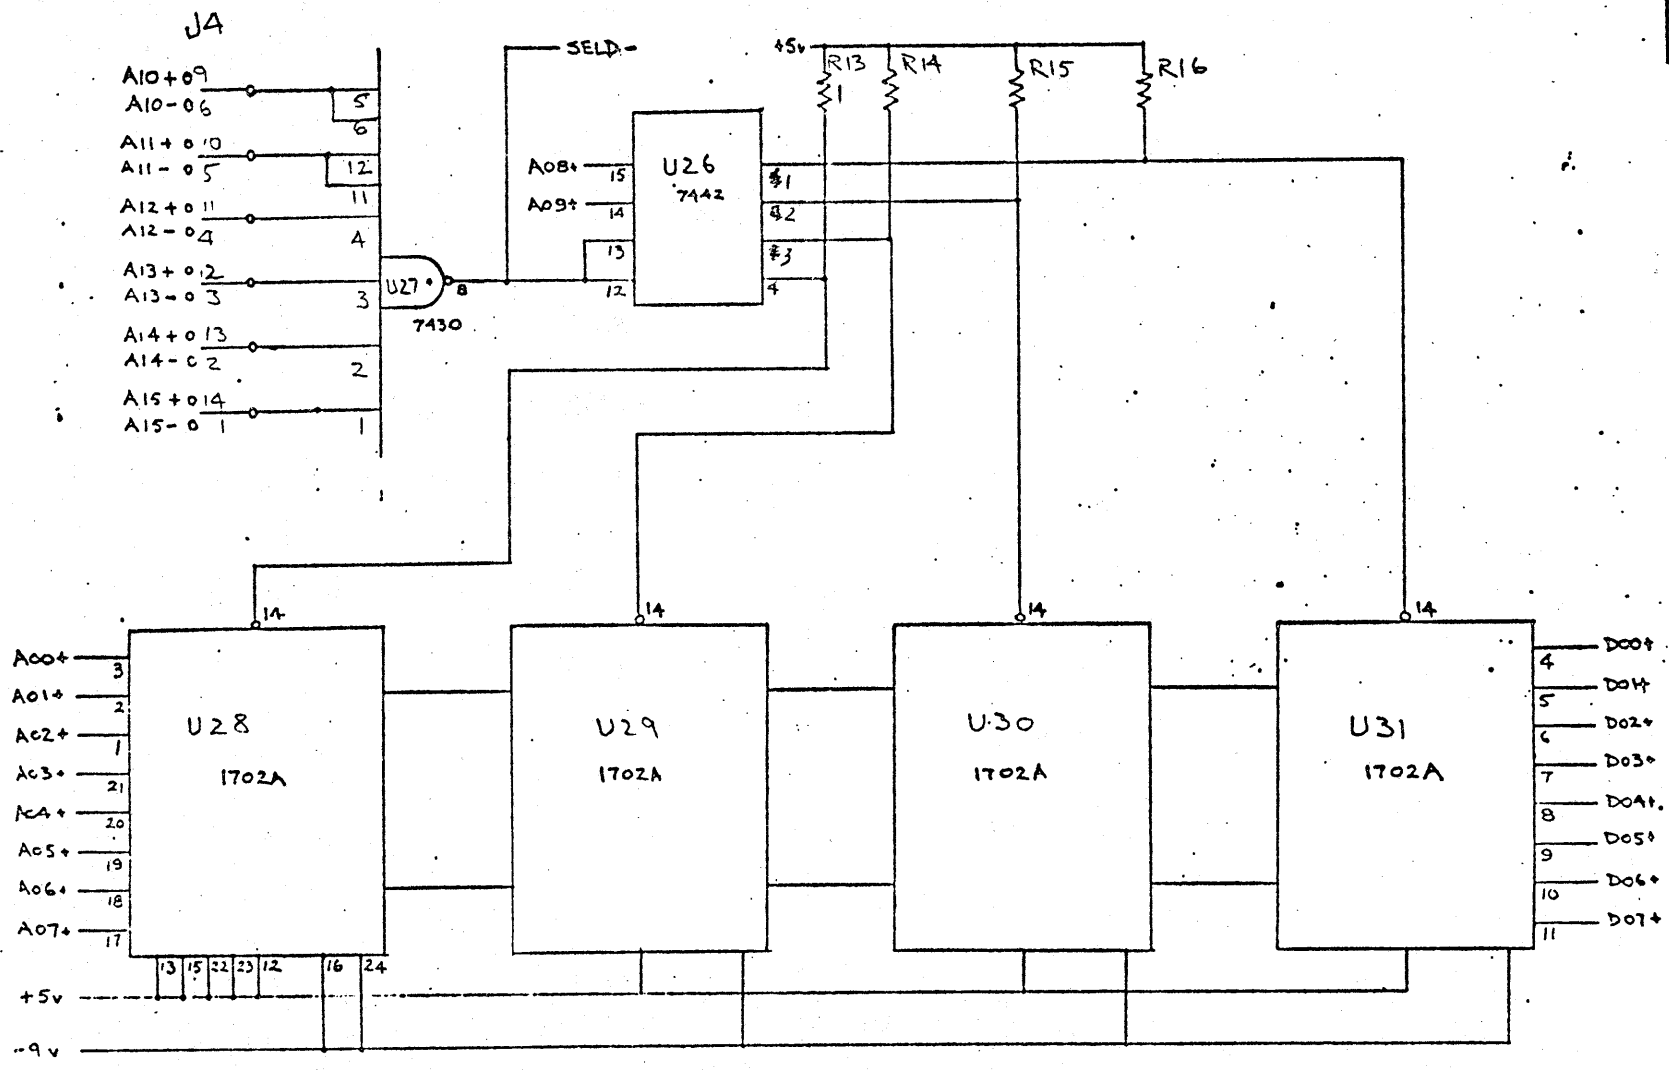 J4
A10+ o 9
A10- o 6
A11+ o 10
A11- o 5
A12+ o 11
A12- o 4
A13+ o 12
A13- o 3
A14+ o 13
A14- o 2
A15+ o 14
A15- o 1
5
6
12
11
4
3
2
1
U27
8
7430
SELD-
+5v
R13
1
R14
R15
R16
A08+
15
A09+
14
13
12
U26
7442
1
2
3
4
14
14
14
14
A00+
3
A01+
2
A02+
1
A03+
21
A04+
20
A05+
19
A06+
18
A07+
17
U28
1702A
U29
1702A
U30
1702A
U31
1702A
D00+
4
D01+
5
D02+
6
D03+
7
D04+
8
D05+
9
D06+
10
D07+
11
13 15 22 23 12 16 24
+5v
-9v